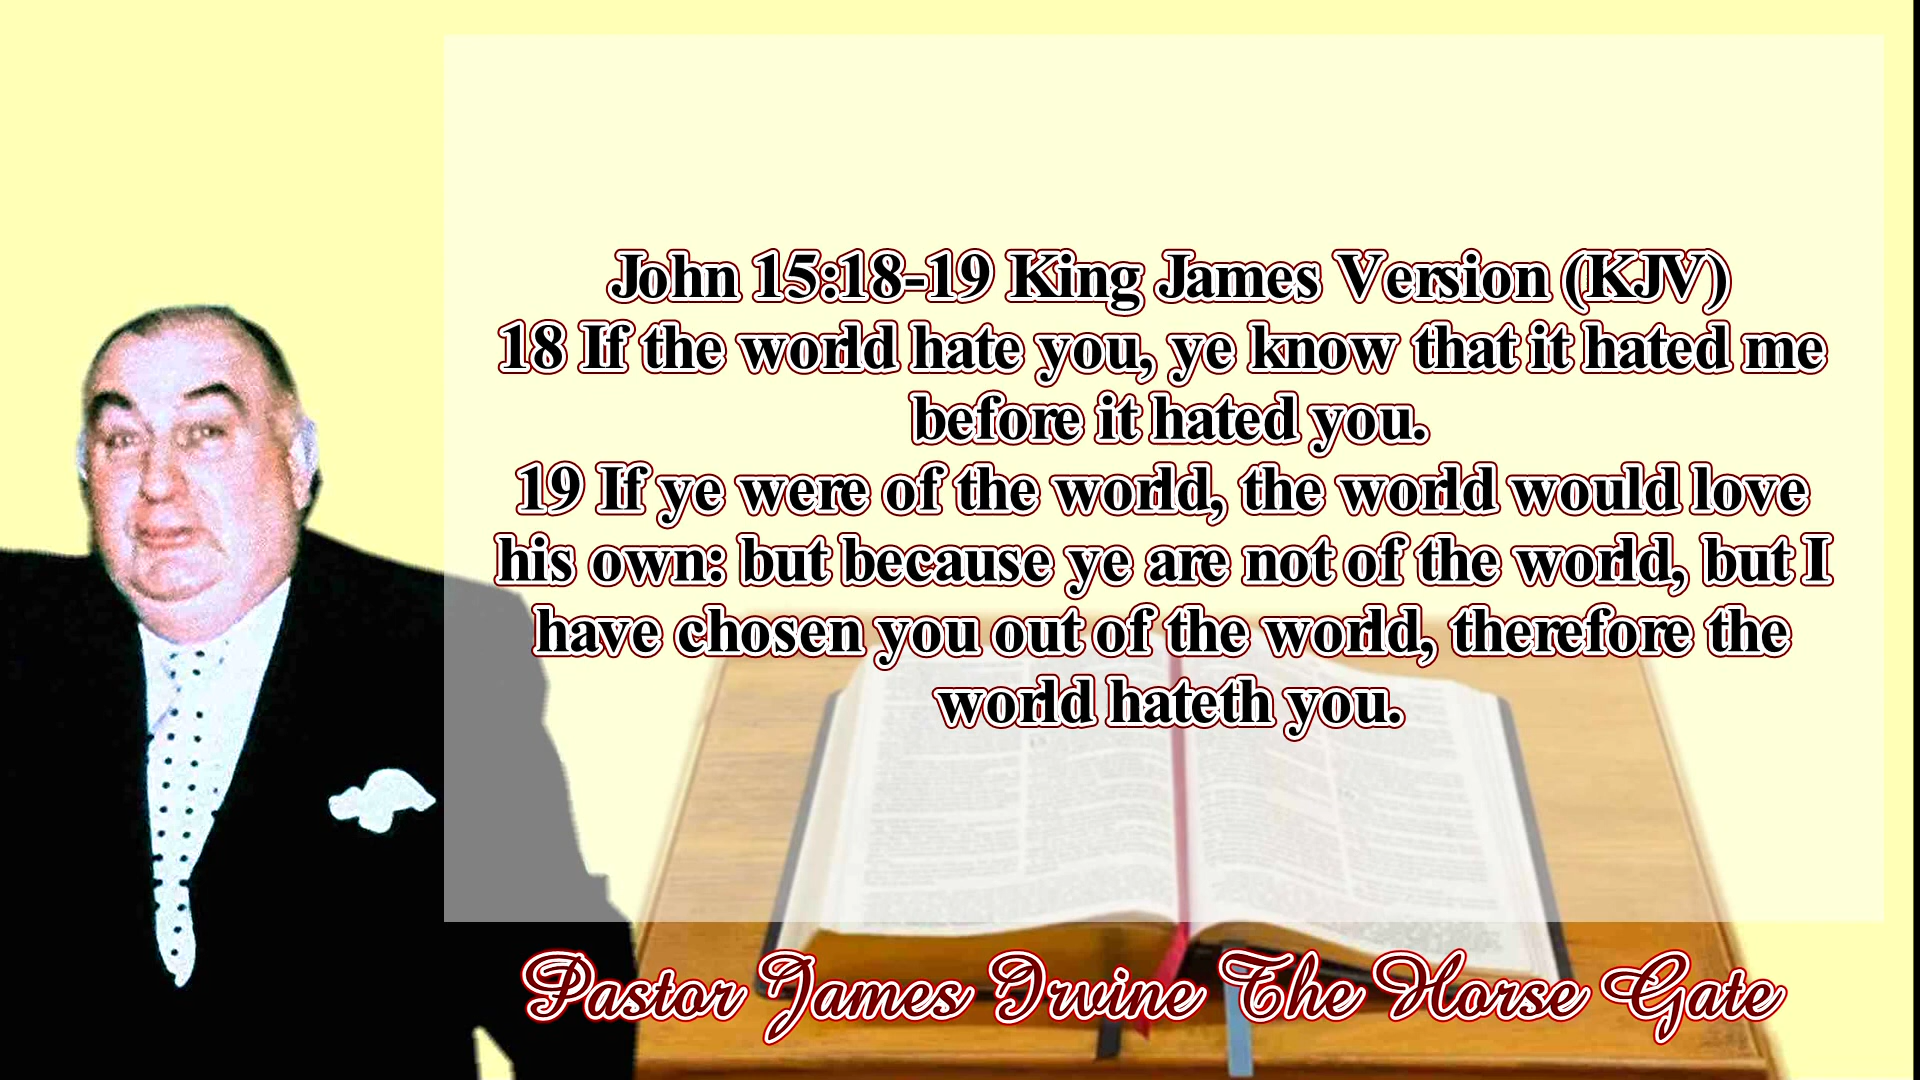 John 15:18-19 King James Version (KJV)
18 If the world hate you, ye know that it hated me
before it hated you.
19 If ye were of the world, the world would love
his own: but because ye are not of the world, but I
have chosen you out of the world, therefore the
world hateth you.
Pastor James Irvine The Horse Gate